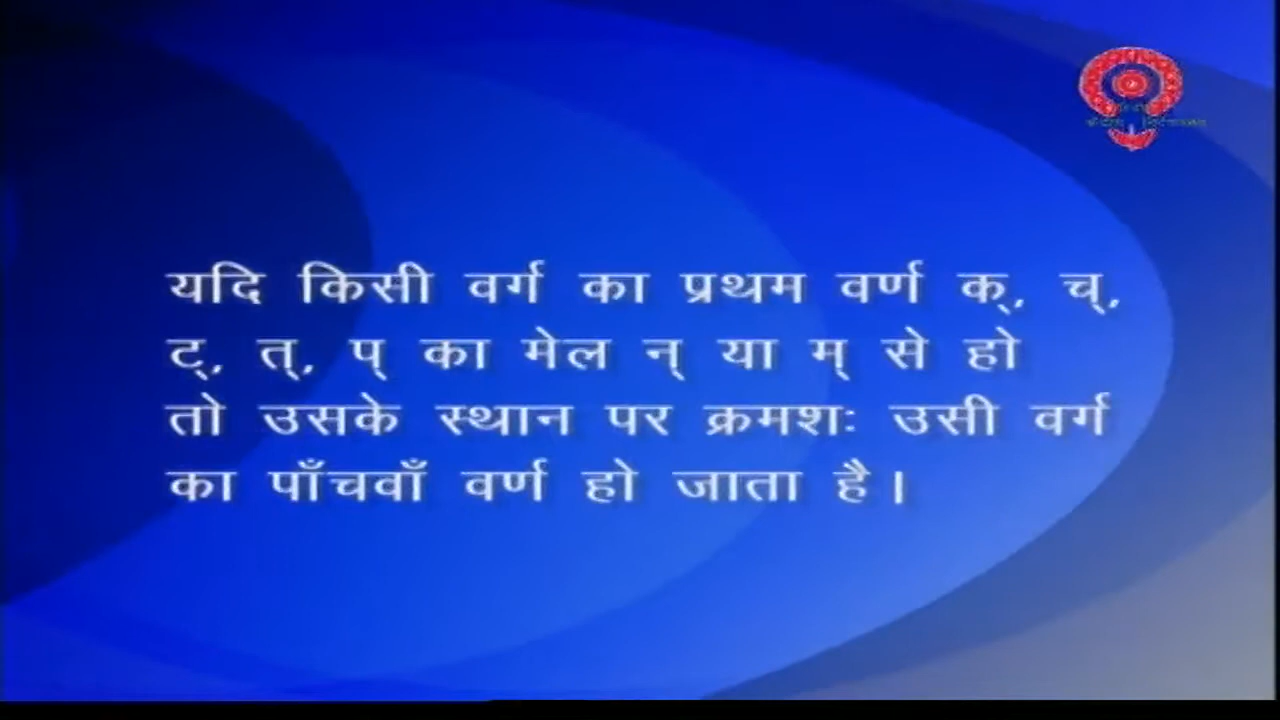 यदि किसी वर्ग का प्रथम वर्ण क्, च्,
ट्, त्, प् का मेल न् या म् से हो
तो उसके स्थान पर क्रमशः उसी वर्ग
का पाँचवाँ वर्ण हो जाता है।